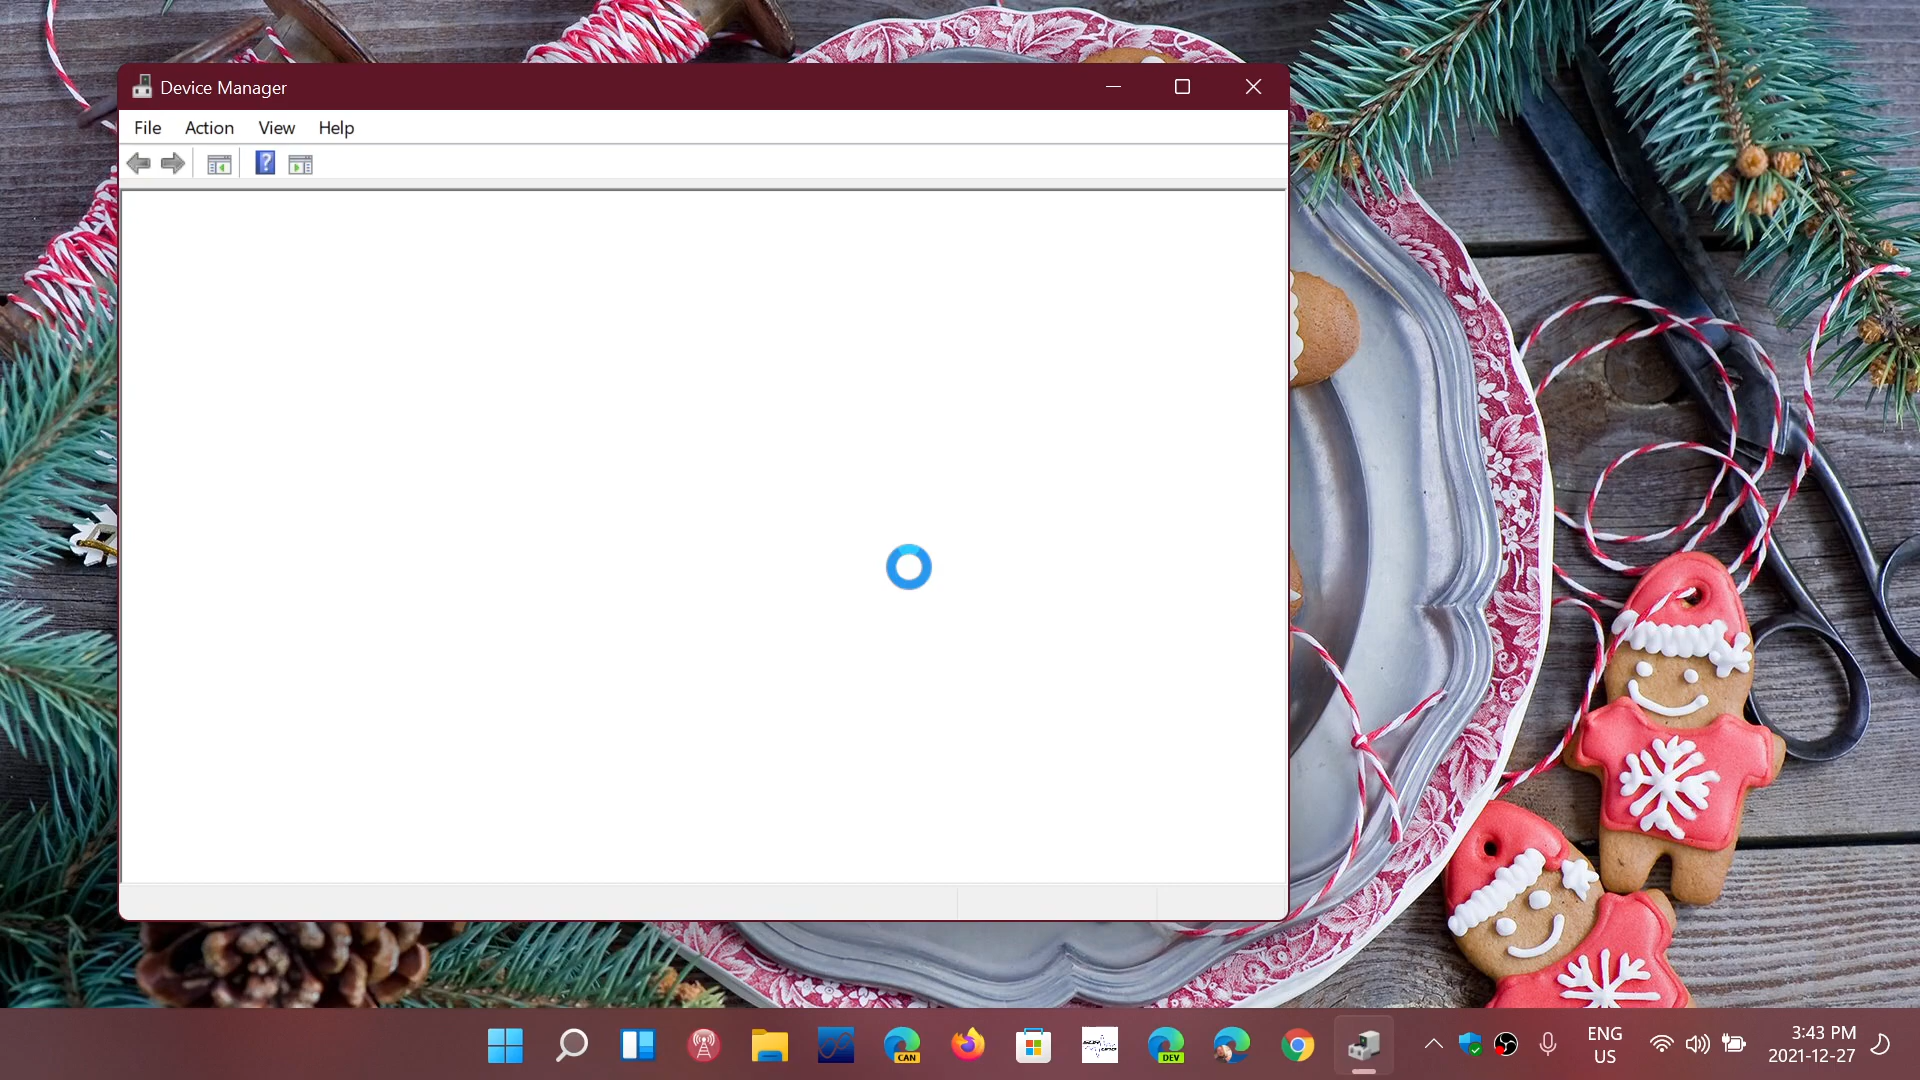 Device Manager
File Action View Help
?
CAN
DEV
ENG
US
3:43 PM
2021-12-27